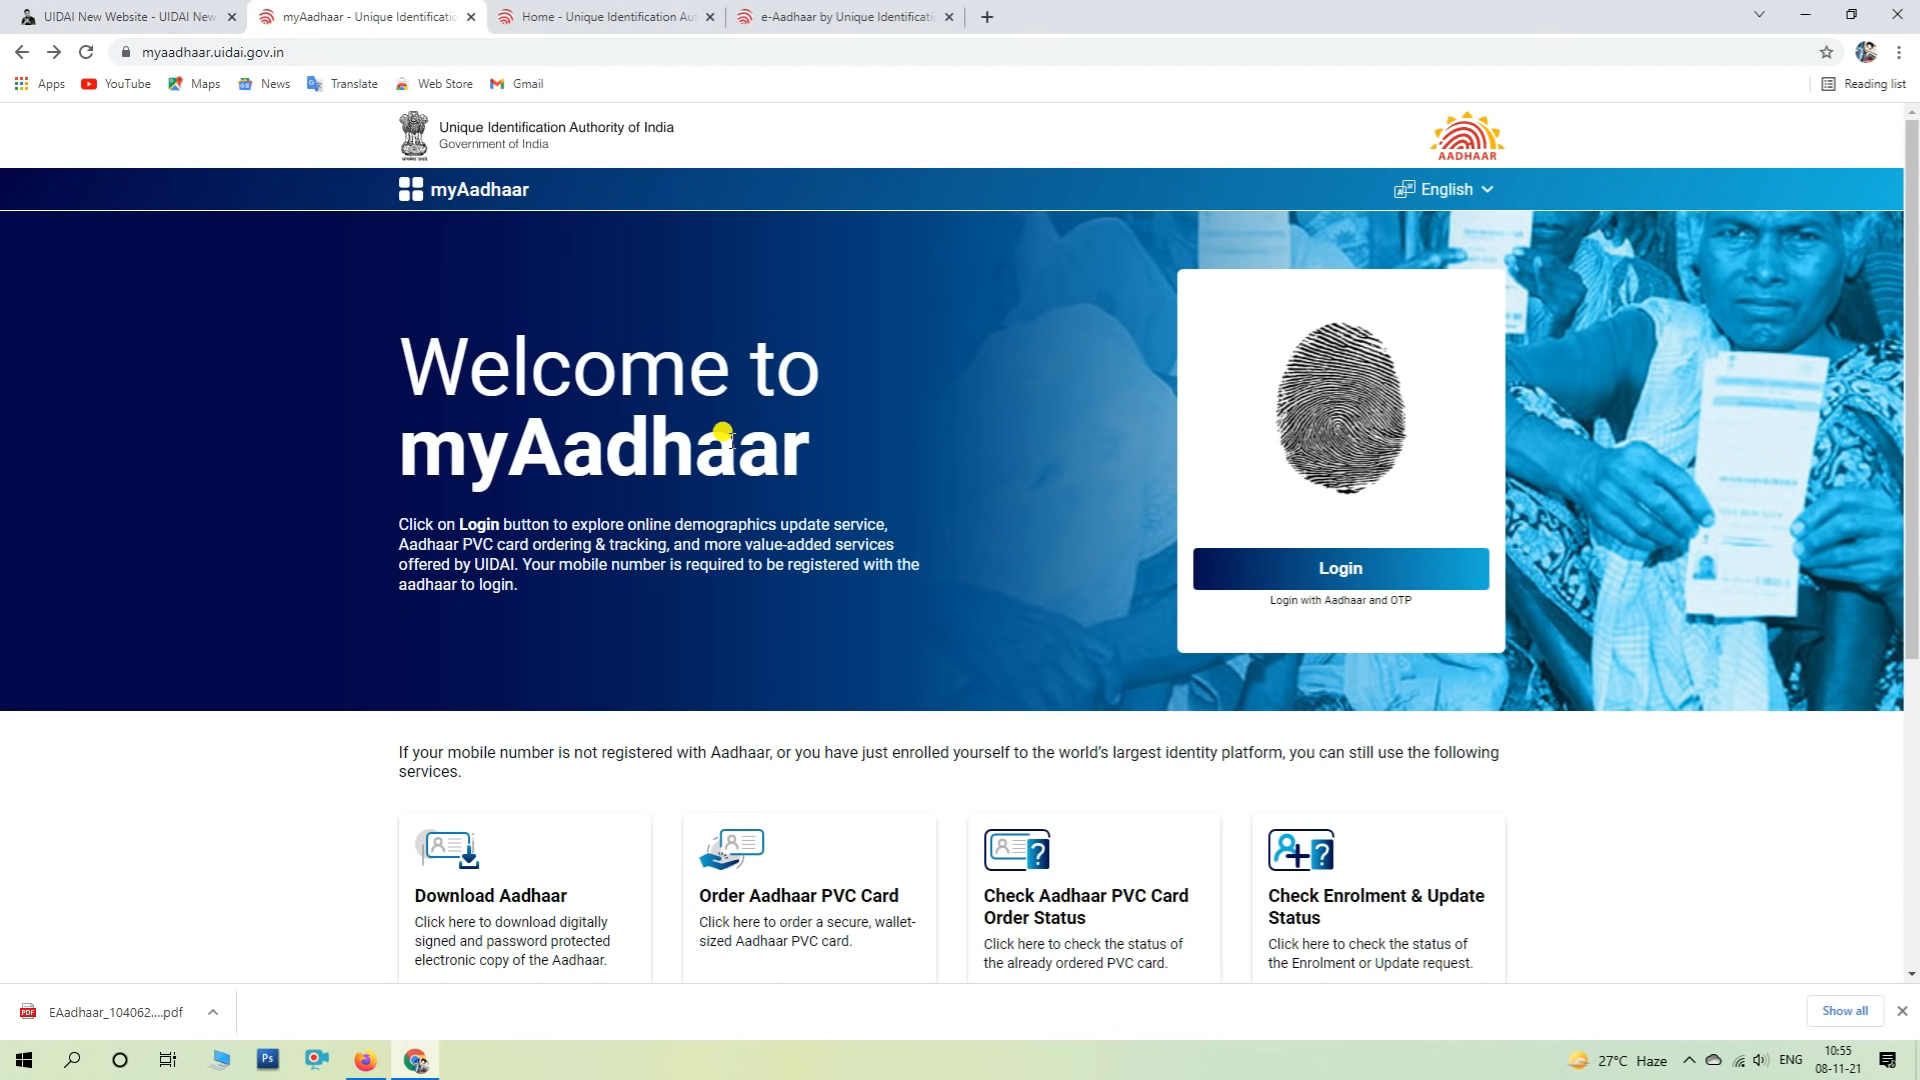 UIDAI New Website - UIDAI New
myAadhaar - Unique Identificatio
Home - Unique Identification Aut
e-Aadhaar by Unique Identificati
myaadhaar.uidai.gov.in
Apps YouTube Maps News Translate Web Store Gmail
Reading list
Unique Identification Authority of India
Government of India
AADHAAR
myAadhaar
English
Welcome to
myAadhaar
Click on Login button to explore online demographics update service,
Aadhaar PVC card ordering & tracking, and more value-added services
offered by UIDAI. Your mobile number is required to be registered with the
aadhaar to login.
Login
Login with Aadhaar and OTP
If your mobile number is not registered with Aadhaar, or you have just enrolled yourself to the world's largest identity platform, you can still use the following
services.
Download Aadhaar
Click here to download digitally
signed and password protected
electronic copy of the Aadhaar.
Order Aadhaar PVC Card
Click here to order a secure, wallet-
sized Aadhaar PVC card.
Check Aadhaar PVC Card
Order Status
Click here to check the status of
the already ordered PVC card.
Check Enrolment & Update
Status
Click here to check the status of
the Enrolment or Update request.
PDF
EAadhaar_104062....pdf
Show all
Ps
27°C Haze
ENG
10:55
08-11-21